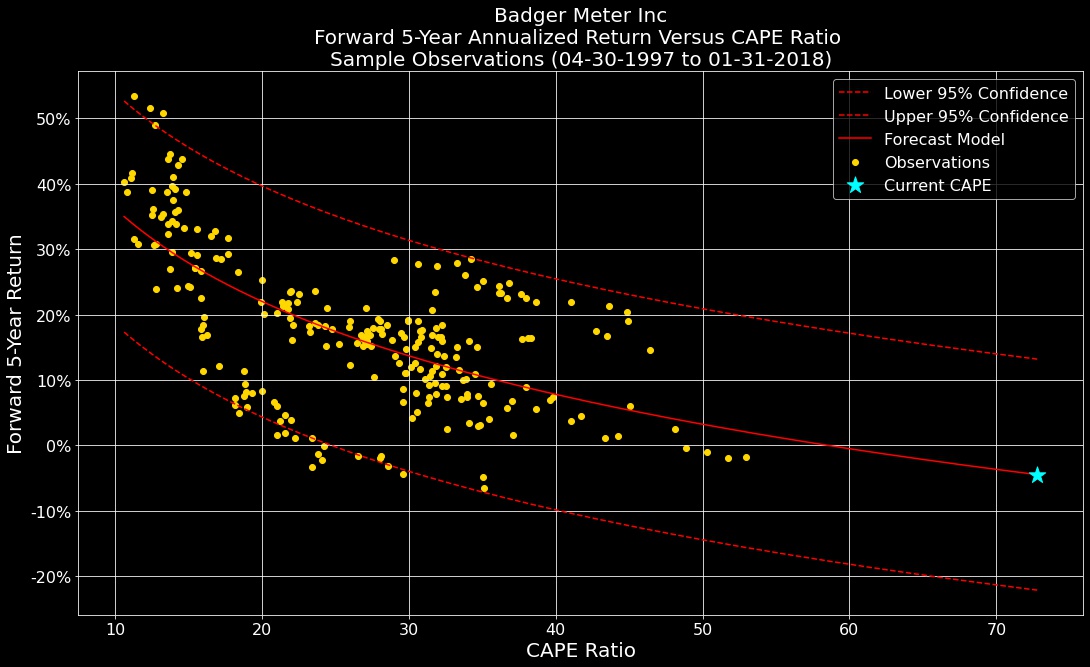 Badger Meter Inc
Forward 5-Year Annualized Return Versus CAPE Ratio
Sample Observations (04-30-1997 to 01-31-2018)
Lower 95% Confidence
Upper 95% Confidence
Forecast Model
Observations
Current CAPE
Forward 5-Year Return
50%
40%
30%
20%
10%
0%
-10%
-20%
10 20 30 40 50 60 70
CAPE Ratio